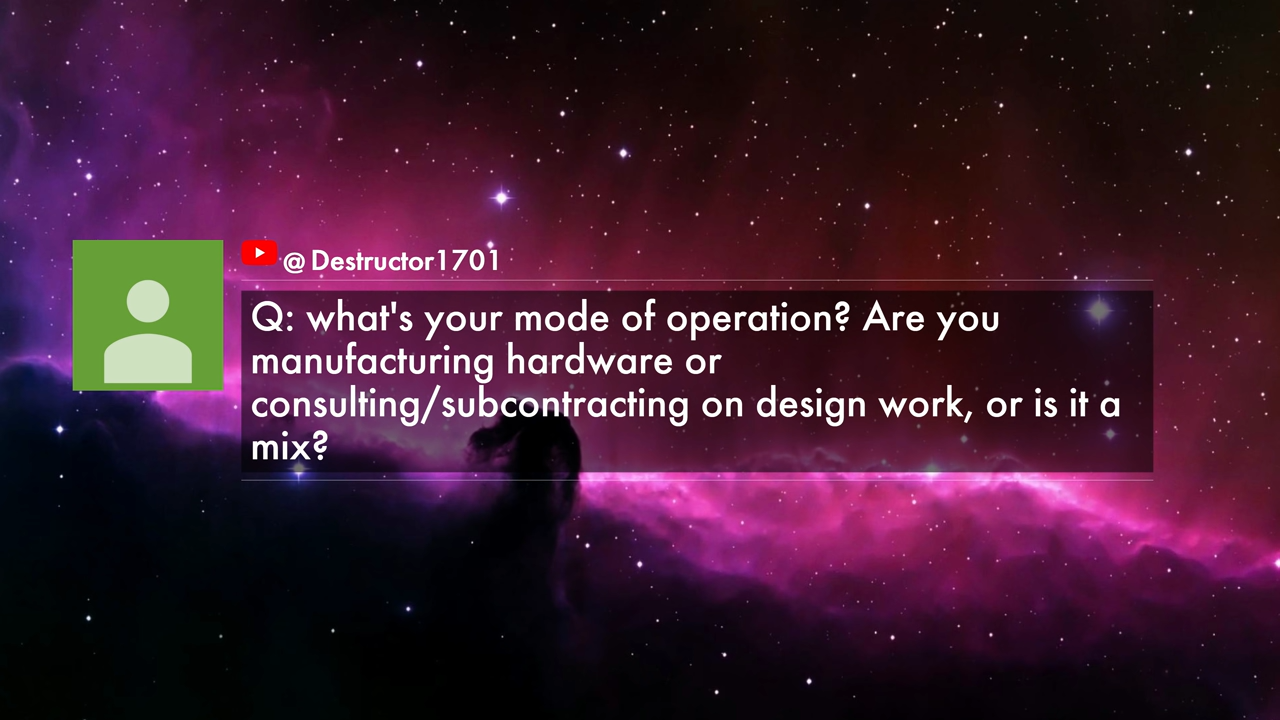 @Destructor1701
Q: what's your mode of operation? Are you
manufacturing hardware or
consulting/subcontracting on design work, or is it a
mix?